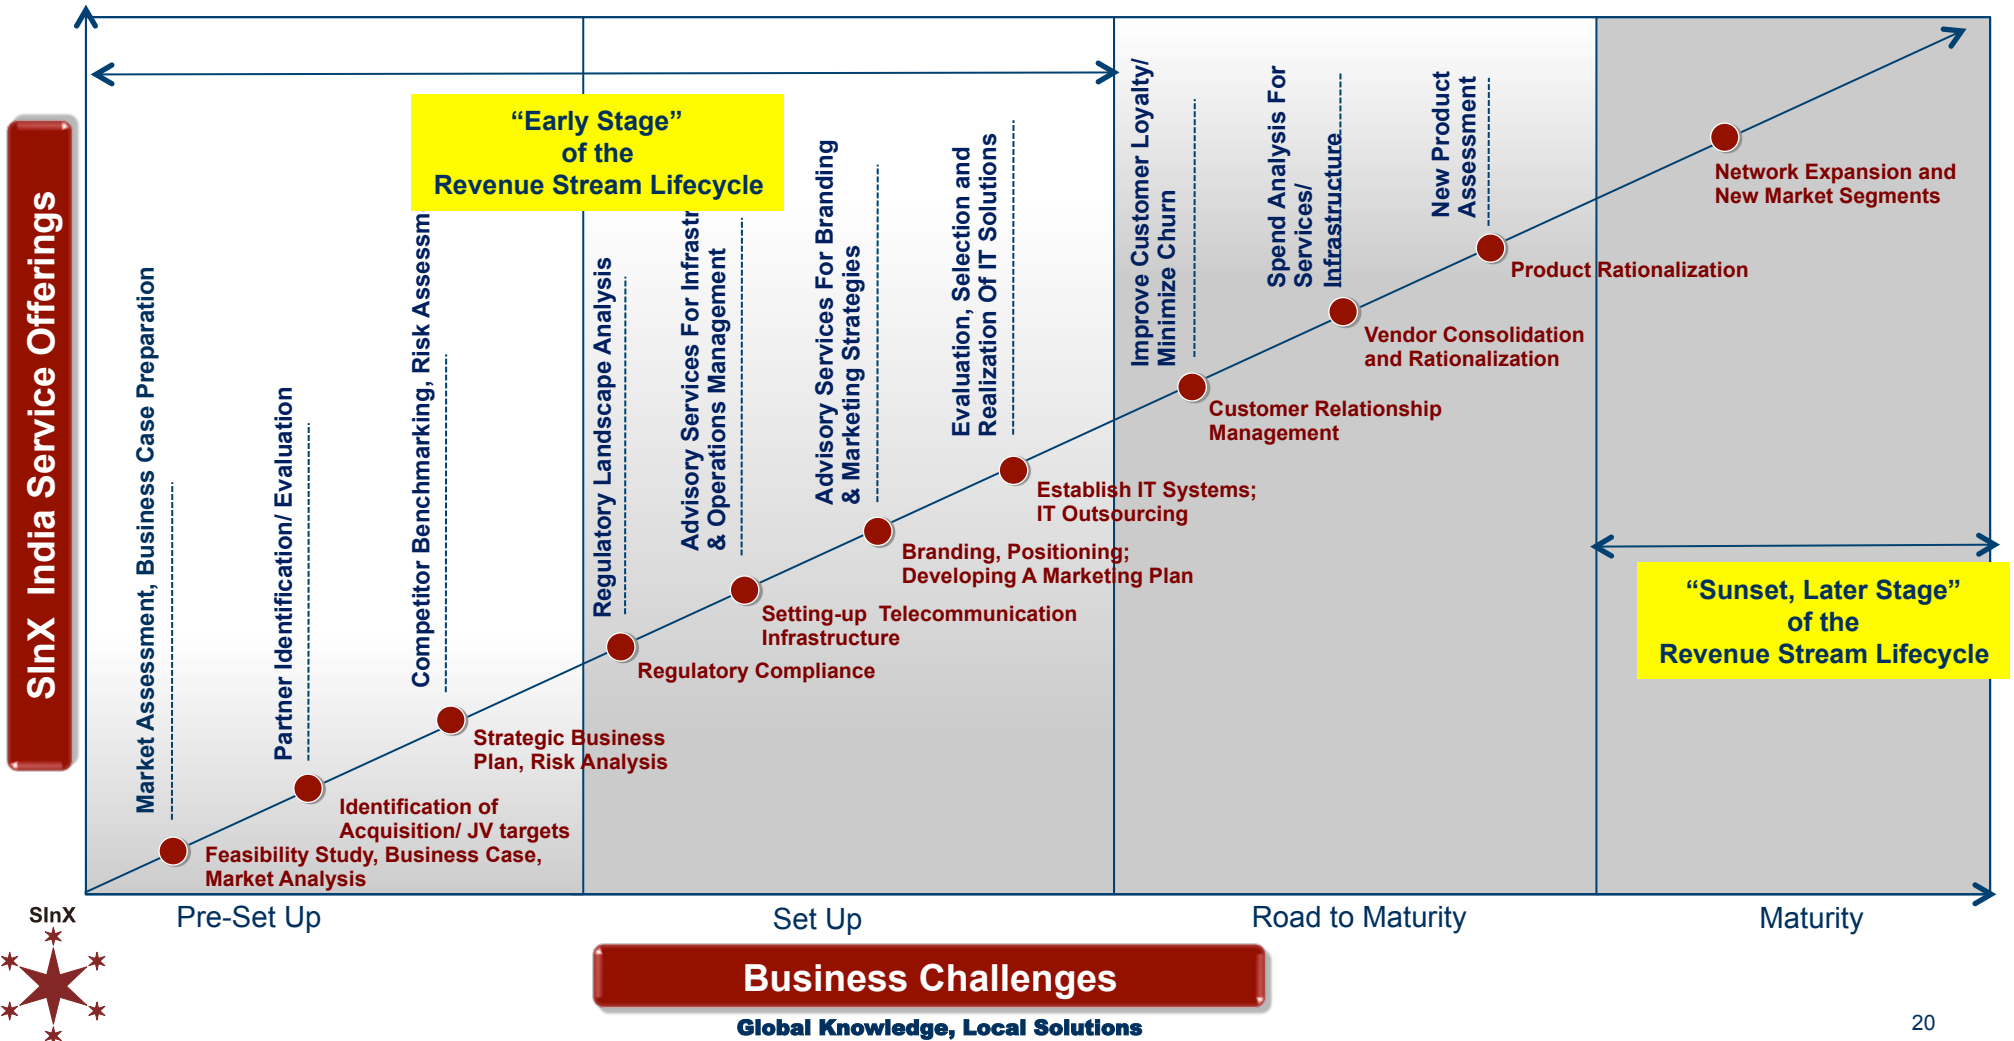 “Early Stage”
of the
Revenue Stream Lifecycle
SInX India Service Offerings
Market Assessment, Business Case Preparation
Partner Identification/ Evaluation
Competitor Benchmarking, Risk Assessm
Regulatory Landscape Analysis
Advisory Services For Infrastr
& Operations Management
Advisory Services For Branding
& Marketing Strategies
Evaluation, Selection and
Realization Of IT Solutions
Improve Customer Loyalty/
Minimize Churn
Spend Analysis For
Services/
Infrastructure
New Product
Assessment
Network Expansion and
New Market Segments
Product Rationalization
Vendor Consolidation
and Rationalization
Customer Relationship
Management
Establish IT Systems;
IT Outsourcing
Branding, Positioning;
Developing A Marketing Plan
Setting-up Telecommunication
Infrastructure
Regulatory Compliance
Strategic Business
Plan, Risk Analysis
Identification of
Acquisition/ JV targets
Feasibility Study, Business Case,
Market Analysis
“Sunset, Later Stage”
of the
Revenue Stream Lifecycle
Pre-Set Up
Set Up
Road to Maturity
Maturity
SInX
Business Challenges
Global Knowledge, Local Solutions
20